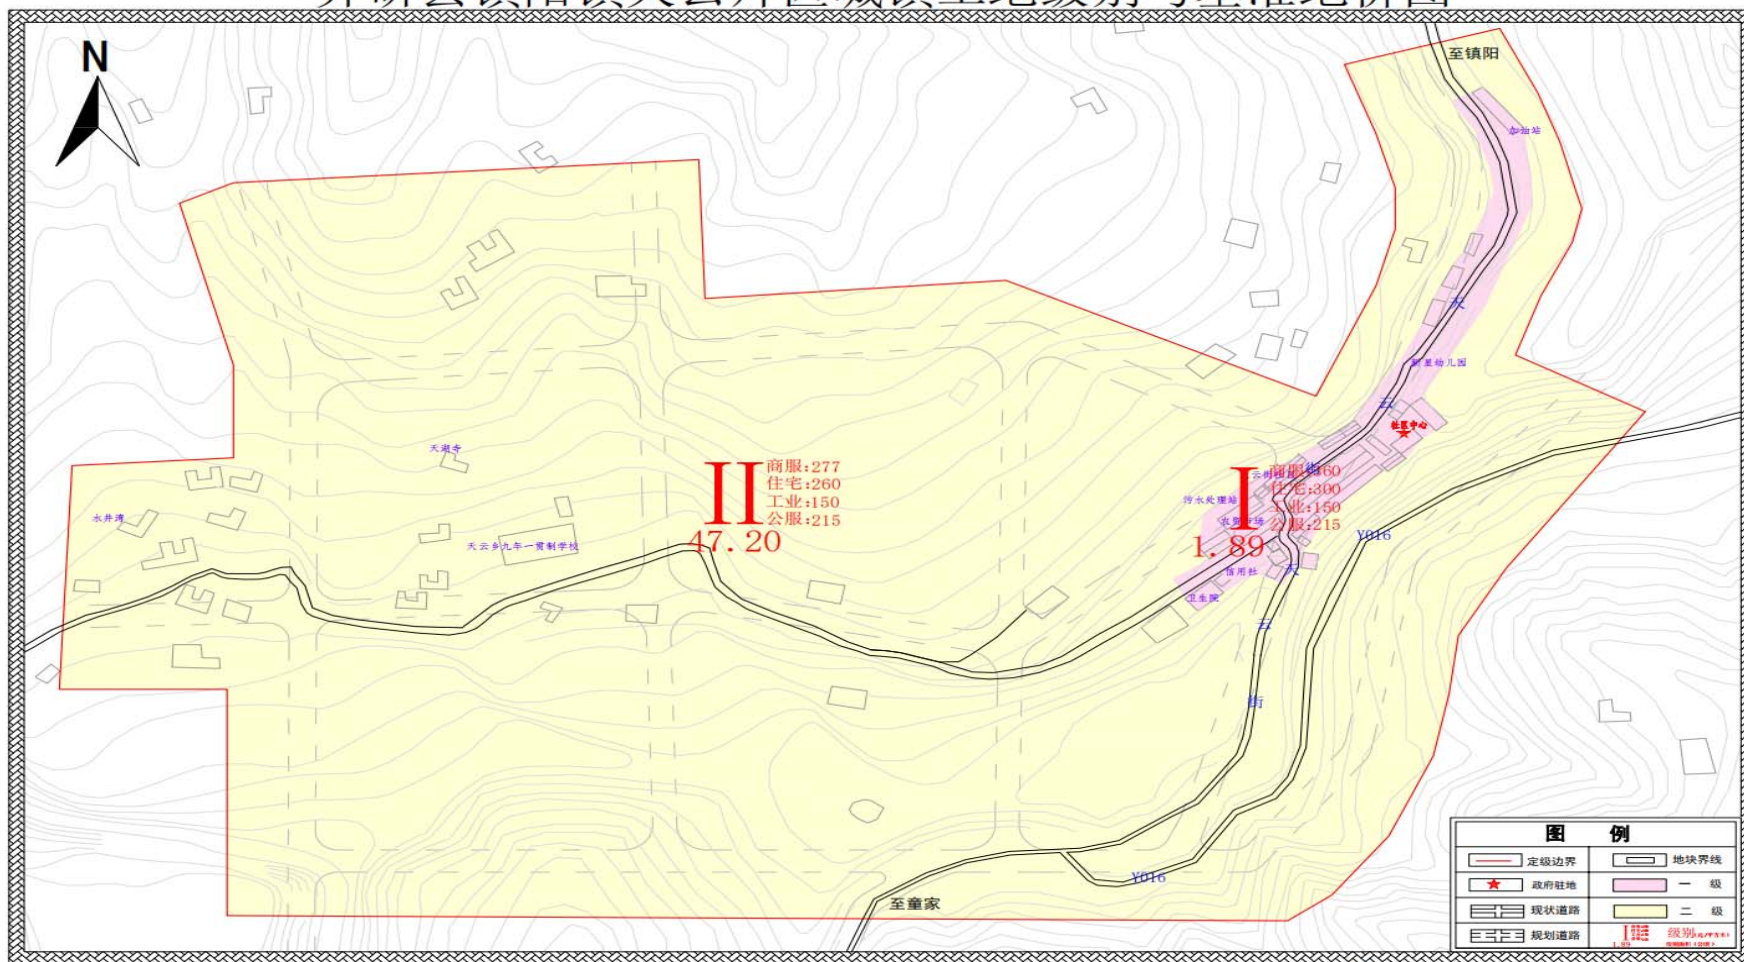 N
至镇阳
加油站
天
新星幼儿园
云
社区中心
街
天湖寺
II
商服:277
住宅:260
工业:150
公服:215
47.20
I
住宅:300
工业:150
公服:215
1.89
污水处理站
水井湾
天云乡九年一贯制学校
信用社
卫生院
Y016
天
云
街
Y016
至童家
图 例
定级边界
地块界线
政府驻地
一 级
现状道路
二 级
规划道路
级别
1.89